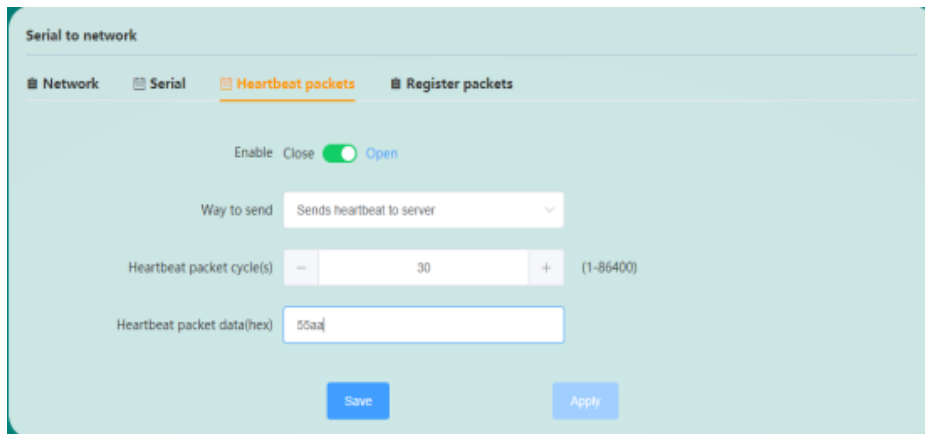 Serial to network
Network Serial Heartbeat packets Register packets
Enable Close Open
Way to send Sends heartbeat to server
Heartbeat packet cycle(s) − 30 + (1-86400)
Heartbeat packet data(hex) 55aa
Save Apply